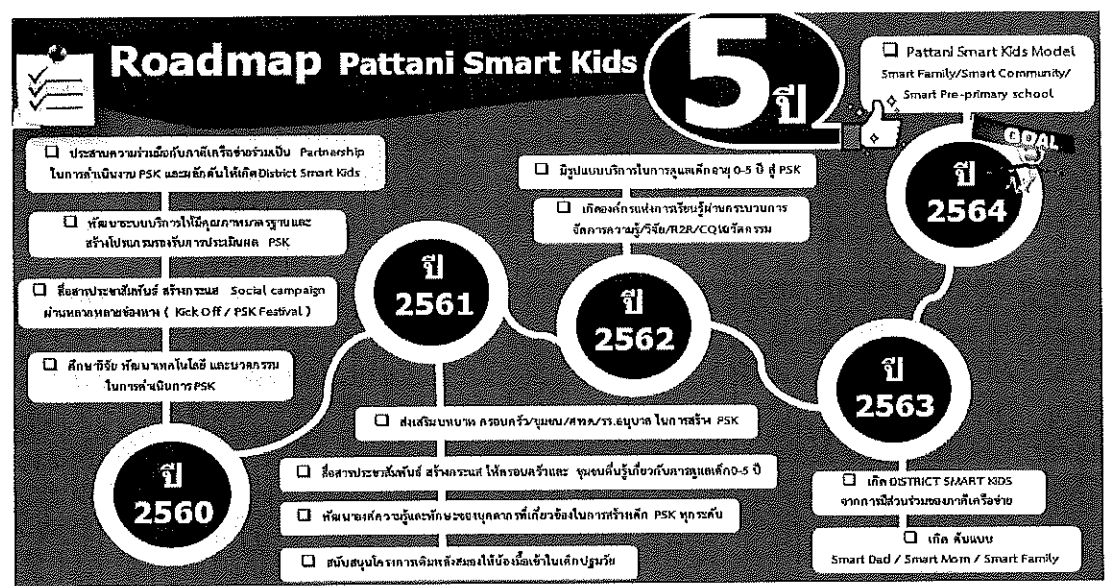 Roadmap Pattani Smart Kids
5 ปี
☐ Pattani Smart Kids Model
Smart Family/Smart Community/
Smart Pre-primary school
GOAL
☐ ประสานความร่วมมือกับภาคีเครือข่ายร่วมเป็น Partnership
ในการดำเนินงาน PSK และผลักดันให้เกิด District Smart Kids
☐ พัฒนาระบบบริการให้มีคุณภาพมาตรฐานและ
สร้างโปรแกรมรองรับการประเมินผล PSK
☐ สื่อสารประชาสัมพันธ์ สร้างกระแส Social campaign
ผ่านหลากหลายช่องทาง ( Kick Off / PSK Festival )
☐ ศึกษาวิจัย พัฒนาเทคโนโลยี และนวตกรรม
ในการดำเนินการ PSK
ปี
2560
ปี
2561
☐ ส่งเสริมบทบาท ครอบครัว/ชุมชน/ศพด/รร.อนุบาล ในการสร้าง PSK
☐ สื่อสารประชาสัมพันธ์ สร้างกระแส ให้ครอบครัวและ ชุมชนตื่นรู้เกี่ยวกับการดูแลเด็ก0-5 ปี
☐ พัฒนาองค์ความรู้และทักษะของบุคลากรที่เกี่ยวข้องในการสร้างเด็ก PSK ทุกระดับ
☐ สนับสนุนโครงการเติมพลังสมองให้น้องมื้อเช้าในเด็กปฐมวัย
☐ มีรูปแบบบริการในการดูแลเด็กอายุ 0-5 ปี สู่ PSK
☐ เกิดองค์กรแห่งการเรียนรู้ผ่านกระบวนการ
จัดการความรู้/วิจัย/R2R/CQI/นวัตกรรม
ปี
2562
ปี
2563
☐ เกิด DISTRICT SMART KIDS
จากการมีส่วนร่วมของภาคีเครือข่าย
☐ เกิด ต้นแบบ
Smart Dad / Smart Mom / Smart Family
ปี
2564